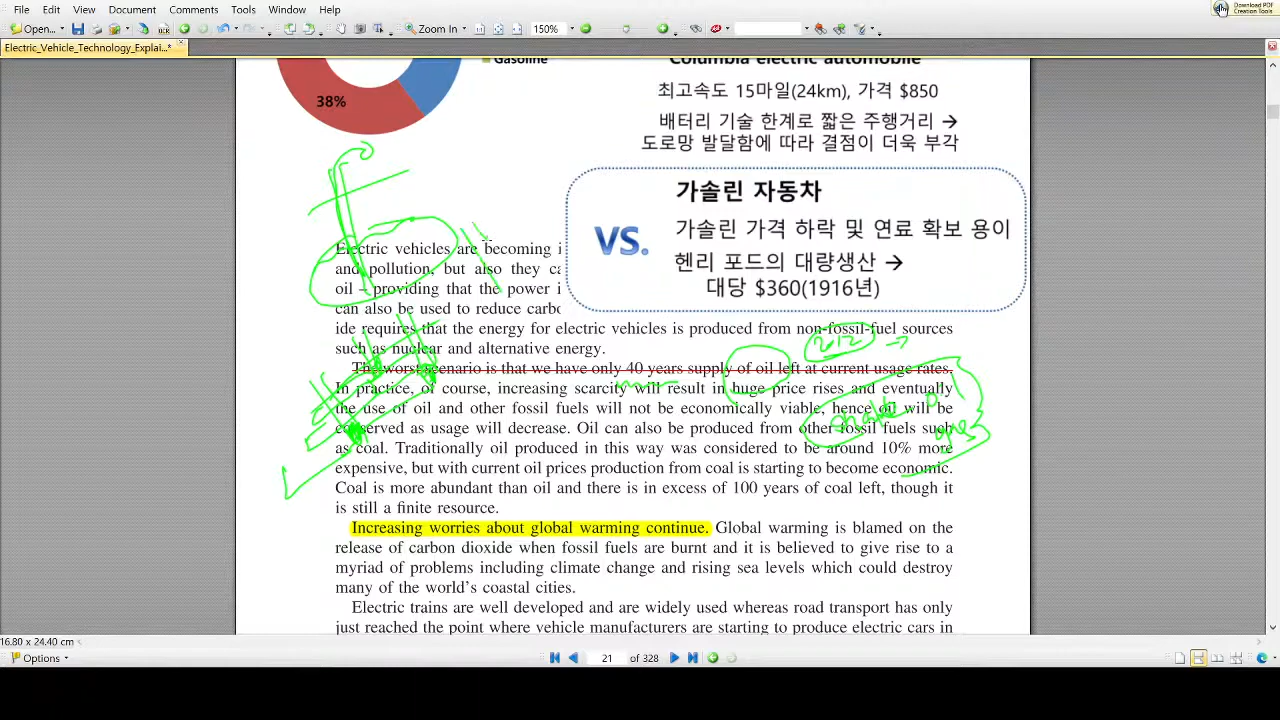 File Edit View Document Comments Tools Window Help
Download PDF
Creation Tools
Open...
Zoom In
150%
Electric_Vehicle_Technology_Explai...*
Gasoline
38%
Columbia electric automobile
최고속도 15마일(24km), 가격 $850
배터리 기술 한계로 짧은 주행거리 →
도로망 발달함에 따라 결점이 더욱 부각
VS.
가솔린 자동차
가솔린 가격 하락 및 연료 확보 용이
헨리 포드의 대량생산 →
대당 $360(1916년)
Electric vehicles are becoming i
and pollution, but also they ca
oil – providing that the power i
can also be used to reduce carbo
ide requires that the energy for electric vehicles is produced from non-fossil-fuel sources
such as nuclear and alternative energy.
2012 →
The worst scenario is that we have only 40 years supply of oil left at current usage rates.
In practice, of course, increasing scarcity will result in huge price rises and eventually
the use of oil and other fossil fuels will not be economically viable, hence oil will be
conserved as usage will decrease. Oil can also be produced from other fossil fuels such
as coal. Traditionally oil produced in this way was considered to be around 10% more
expensive, but with current oil prices production from coal is starting to become economic.
Coal is more abundant than oil and there is in excess of 100 years of coal left, though it
is still a finite resource.
Increasing worries about global warming continue. Global warming is blamed on the
release of carbon dioxide when fossil fuels are burnt and it is believed to give rise to a
myriad of problems including climate change and rising sea levels which could destroy
many of the world's coastal cities.
Electric trains are well developed and are widely used whereas road transport has only
just reached the point where vehicle manufacturers are starting to produce electric cars in
16.80 x 24.40 cm
Options
21 of 328